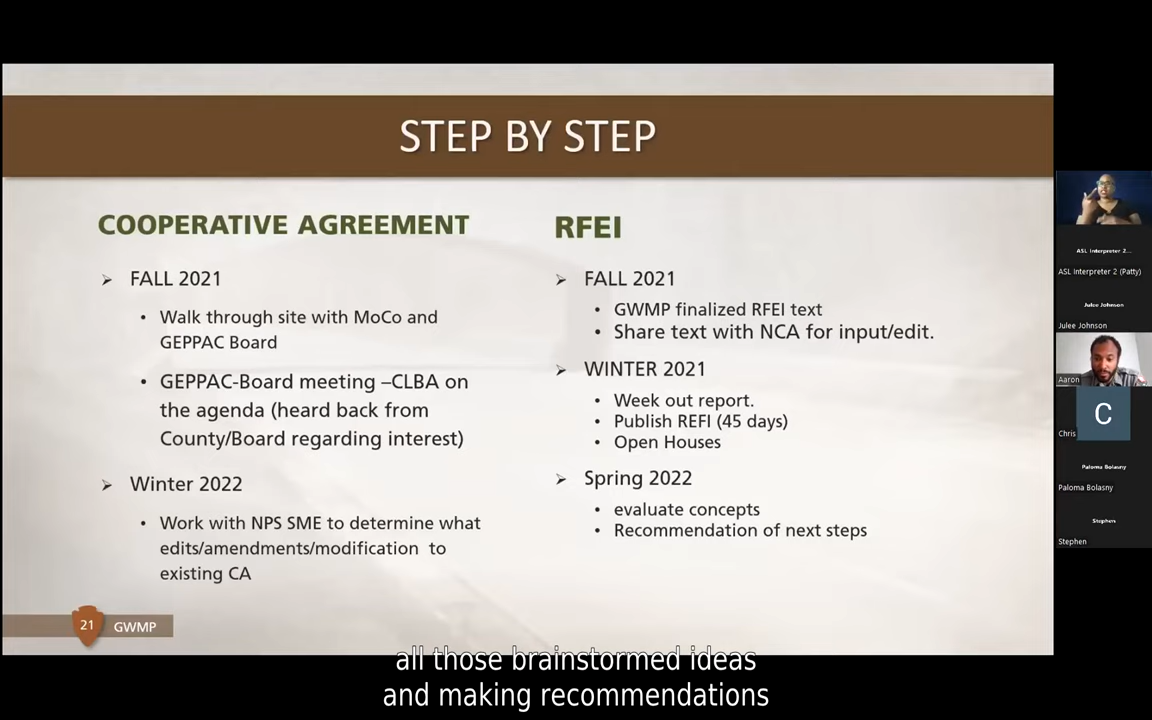 STEP BY STEP
COOPERATIVE AGREEMENT
➢ FALL 2021
• Walk through site with MoCo and
GEPPAC Board
• GEPPAC-Board meeting –CLBA on
the agenda (heard back from
County/Board regarding interest)
➢ Winter 2022
• Work with NPS SME to determine what
edits/amendments/modification to
existing CA
RFEI
➢ FALL 2021
• GWMP finalized RFEI text
• Share text with NCA for input/edit.
➢ WINTER 2021
• Week out report.
• Publish REFI (45 days)
• Open Houses
➢ Spring 2022
• evaluate concepts
• Recommendation of next steps
21 GWMP
all those brainstormed ideas
and making recommendations
ASL Interpreter 2...
ASL Interpreter 2 (Patty)
Julee Johnson
Julee Johnson
Aaron
C
Chris
Paloma Bolasny
Paloma Bolasny
Stephen
Stephen